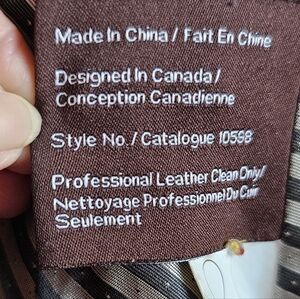 Made In China / Fait En Chine
Designed In Canada /
Conception Canadienne
Style No. / Catalogue 10598
Professional Leather Clean Only/
Nettoyage Professionnel Du Cuir
Seulement